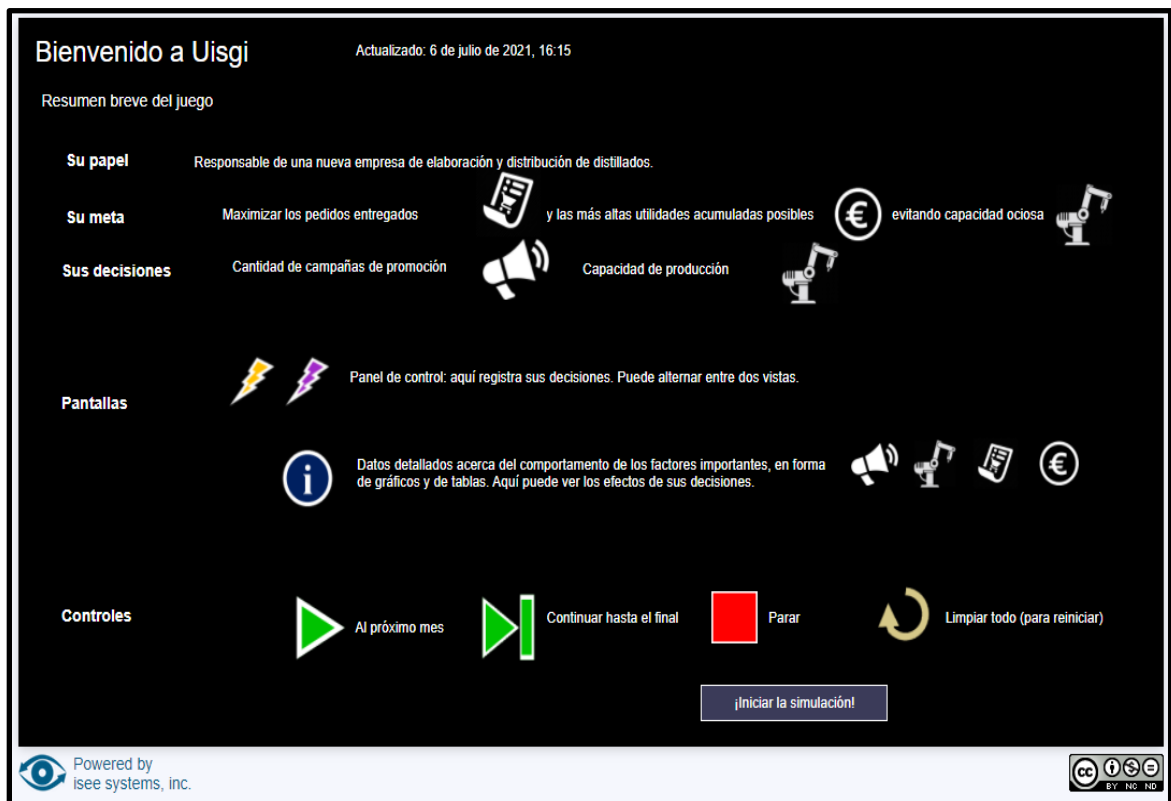 Bienvenido a Uisgi
Actualizado: 6 de julio de 2021, 16:15
Resumen breve del juego
Su papel
Responsable de una nueva empresa de elaboración y distribución de distillados.
Su meta
Maximizar los pedidos entregados
y las más altas utilidades acumuladas posibles
€
evitando capacidad ociosa
Sus decisiones
Cantidad de campañas de promoción
Capacidad de producción
Pantallas
Panel de control: aquí registra sus decisiones. Puede alternar entre dos vistas.
i
Datos detallados acerca del comportamiento de los factores importantes, en forma
de gráficos y de tablas. Aquí puede ver los efectos de sus decisiones.
€
Controles
Al próximo mes
Continuar hasta el final
Parar
Limpiar todo (para reiniciar)
¡Iniciar la simulación!
Powered by
isee systems, inc.
cc
BY NC ND